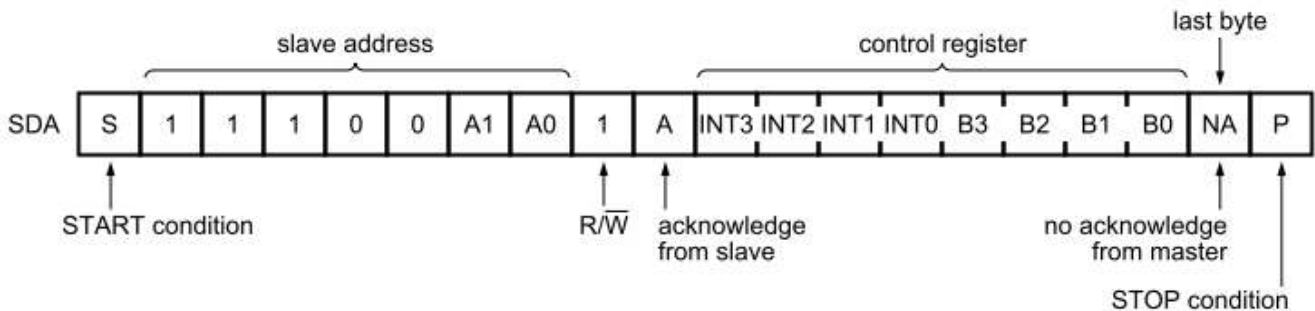 last byte
slave address
control register
SDA S 1 1 1 0 0 A1 A0 1 A INT3 INT2 INT1 INT0 B3 B2 B1 B0 NA P
START condition
R/W̅
acknowledge
from slave
no acknowledge
from master
STOP condition